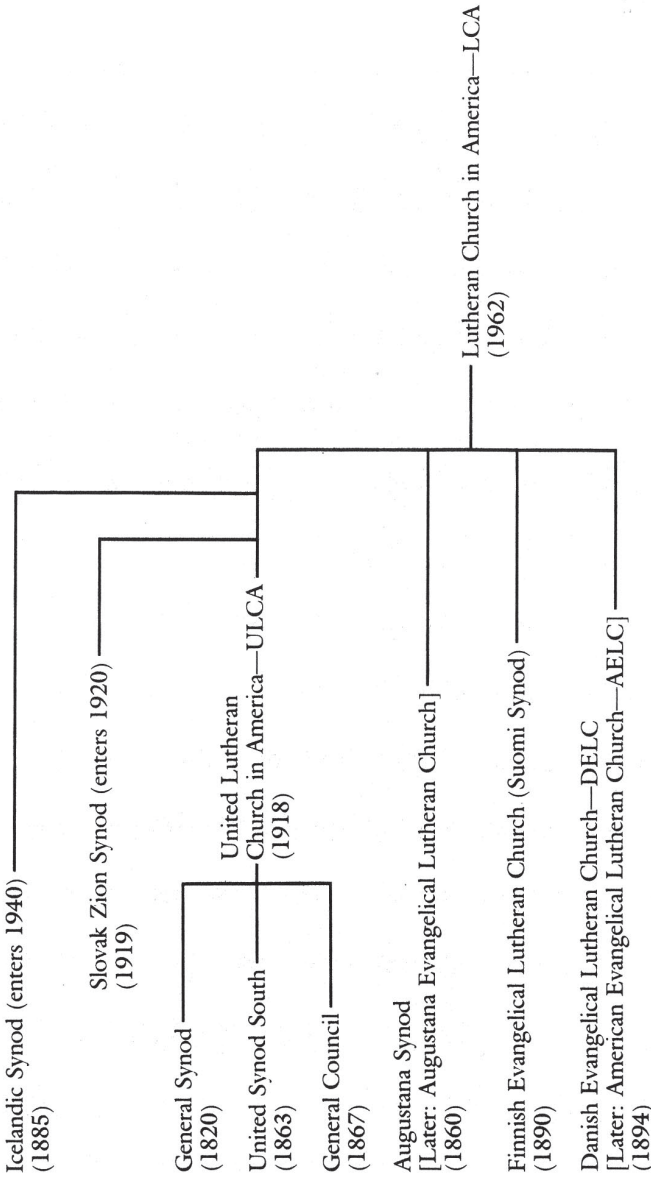 Icelandic Synod (enters 1940)
(1885)
Slovak Zion Synod (enters 1920)
(1919)
General Synod
(1820)
United Synod South
(1863)
General Council
(1867)
United Lutheran
Church in America—ULCA
(1918)
Augustana Synod
[Later: Augustana Evangelical Lutheran Church]
(1860)
Finnish Evangelical Lutheran Church (Suomi Synod)
(1890)
Danish Evangelical Lutheran Church—DELC
[Later: American Evangelical Lutheran Church—AELC]
(1894)
Lutheran Church in America—LCA
(1962)